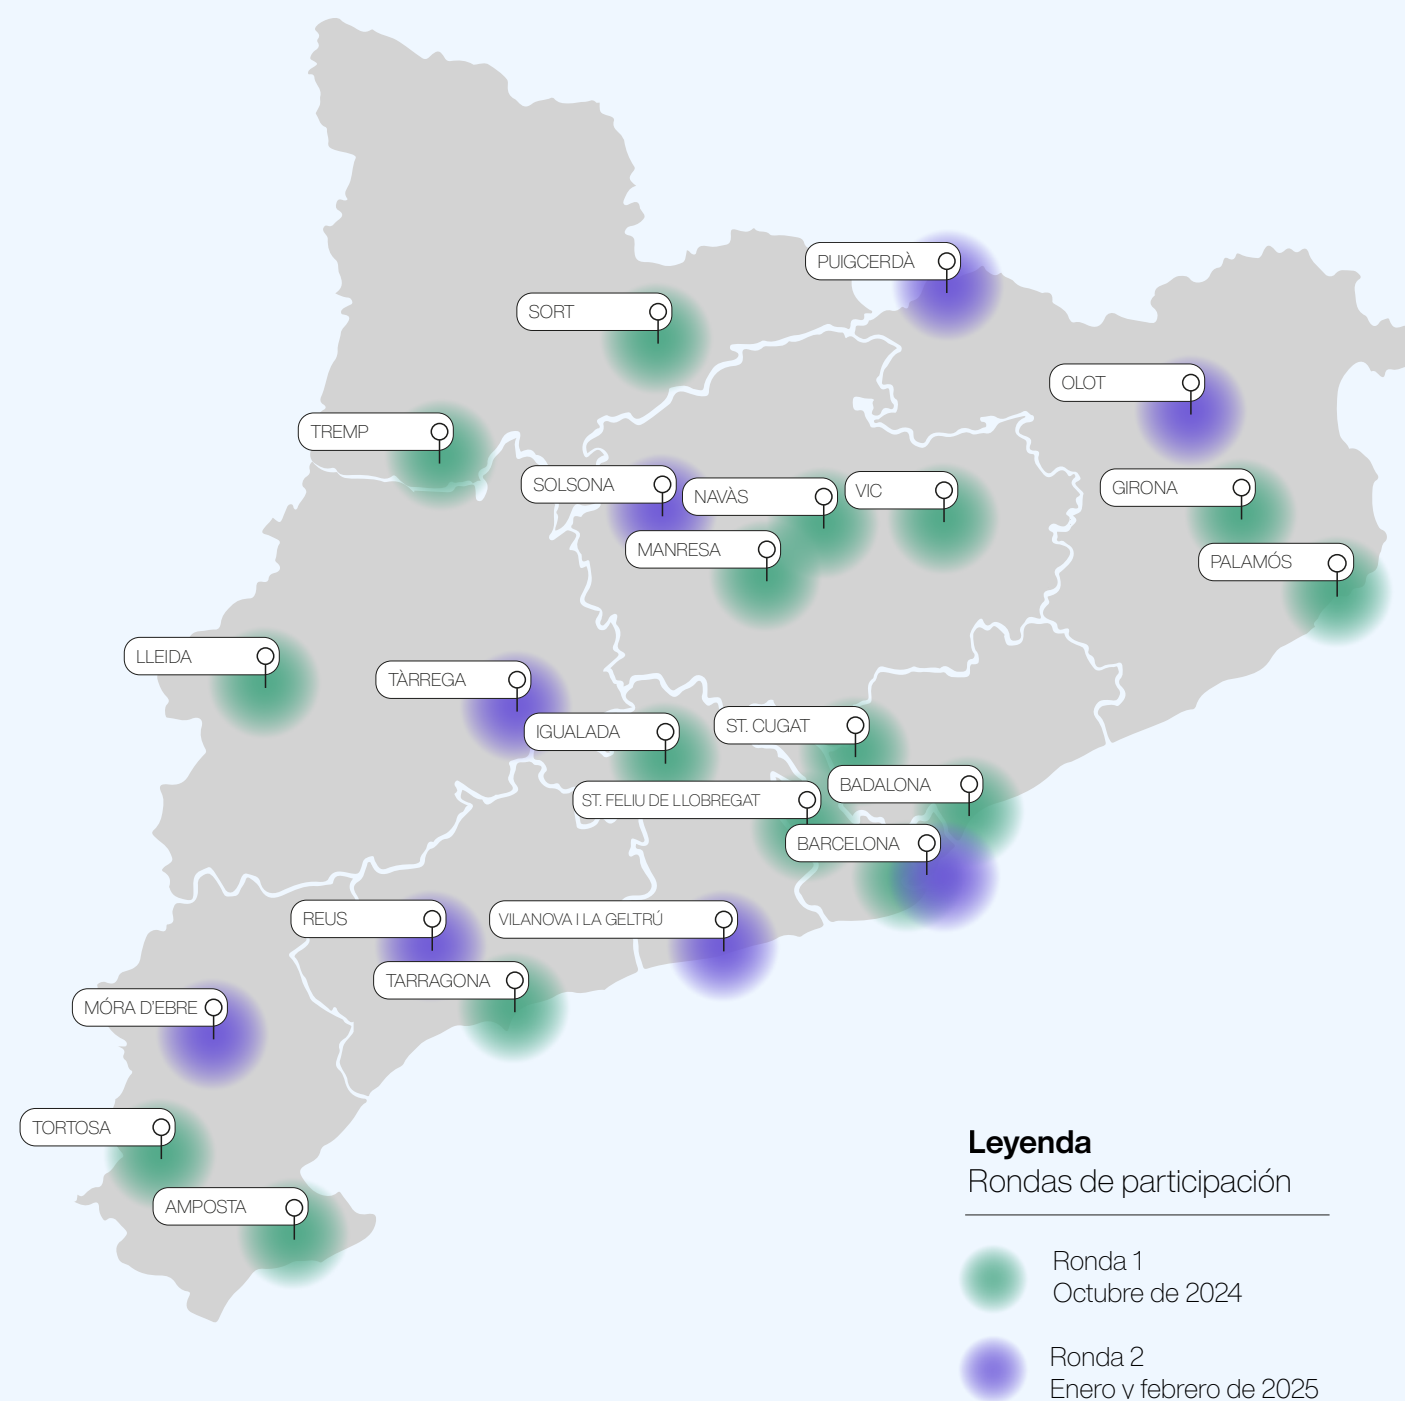 PUIGCERDÀ
SORT
OLOT
TREMP
SOLSONA
NAVÀS
VIC
GIRONA
MANRESA
PALAMÓS
LLEIDA
TÀRREGA
IGUALADA
ST. CUGAT
BADALONA
ST. FELIU DE LLOBREGAT
BARCELONA
REUS
VILANOVA I LA GELTRÚ
TARRAGONA
MÓRA D'EBRE
TORTOSA
AMPOSTA
Leyenda
Rondas de participación
Ronda 1
Octubre de 2024
Ronda 2
Enero y febrero de 2025